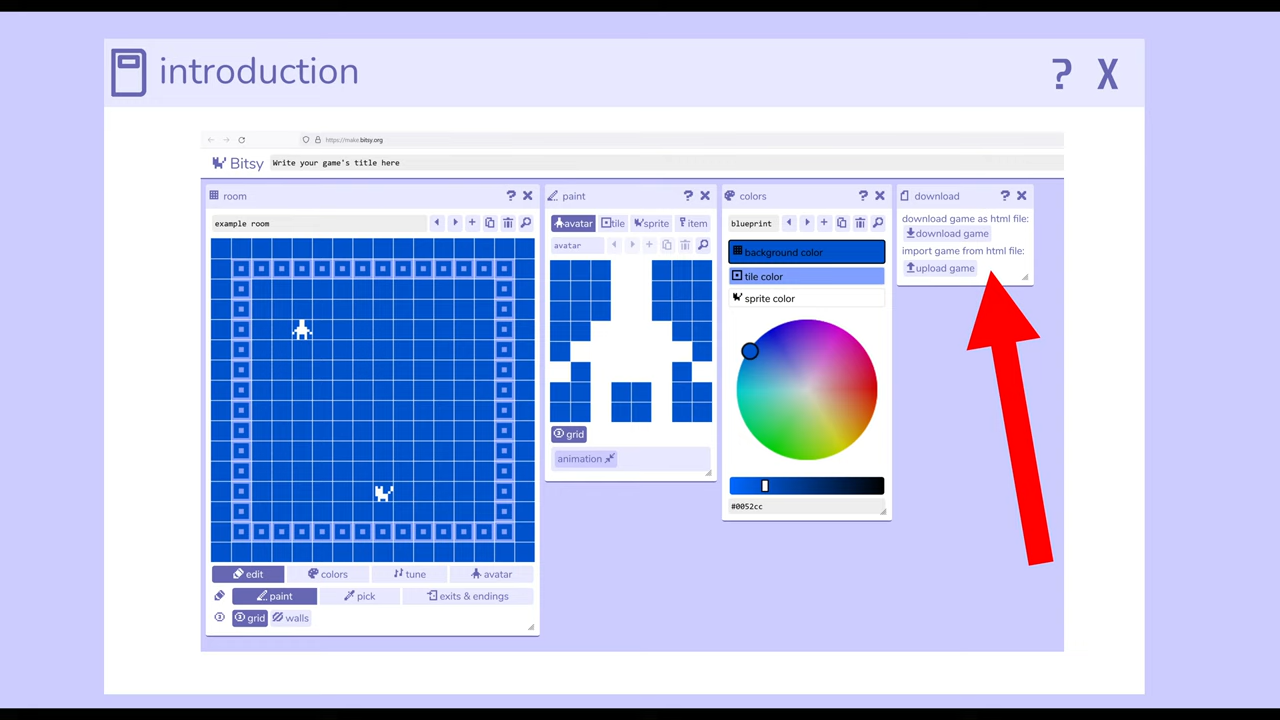 introduction
? X
https://make.bitsy.org
Bitsy
Write your game's title here
room
?
example room
edit
colors
tune
avatar
paint
pick
exits & endings
grid
walls
paint
?
avatar
tile
sprite
item
avatar
grid
animation
colors
?
blueprint
background color
tile color
sprite color
#0052cc
download
?
download game as html file:
download game
import game from html file:
upload game